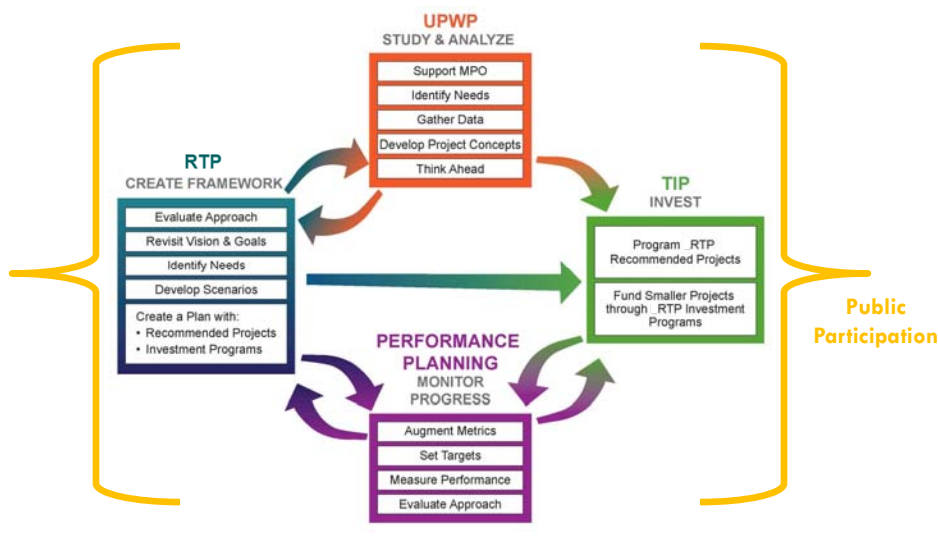 UPWP
STUDY & ANALYZE
Support MPO
Identify Needs
Gather Data
Develop Project Concepts
Think Ahead
RTP
CREATE FRAMEWORK
Evaluate Approach
Revisit Vision & Goals
Identify Needs
Develop Scenarios
Create a Plan with:
• Recommended Projects
• Investment Programs
TIP
INVEST
Program _RTP
Recommended Projects
Fund Smaller Projects
through _RTP Investment
Programs
PERFORMANCE
PLANNING
MONITOR
PROGRESS
Augment Metrics
Set Targets
Measure Performance
Evaluate Approach
Public
Participation